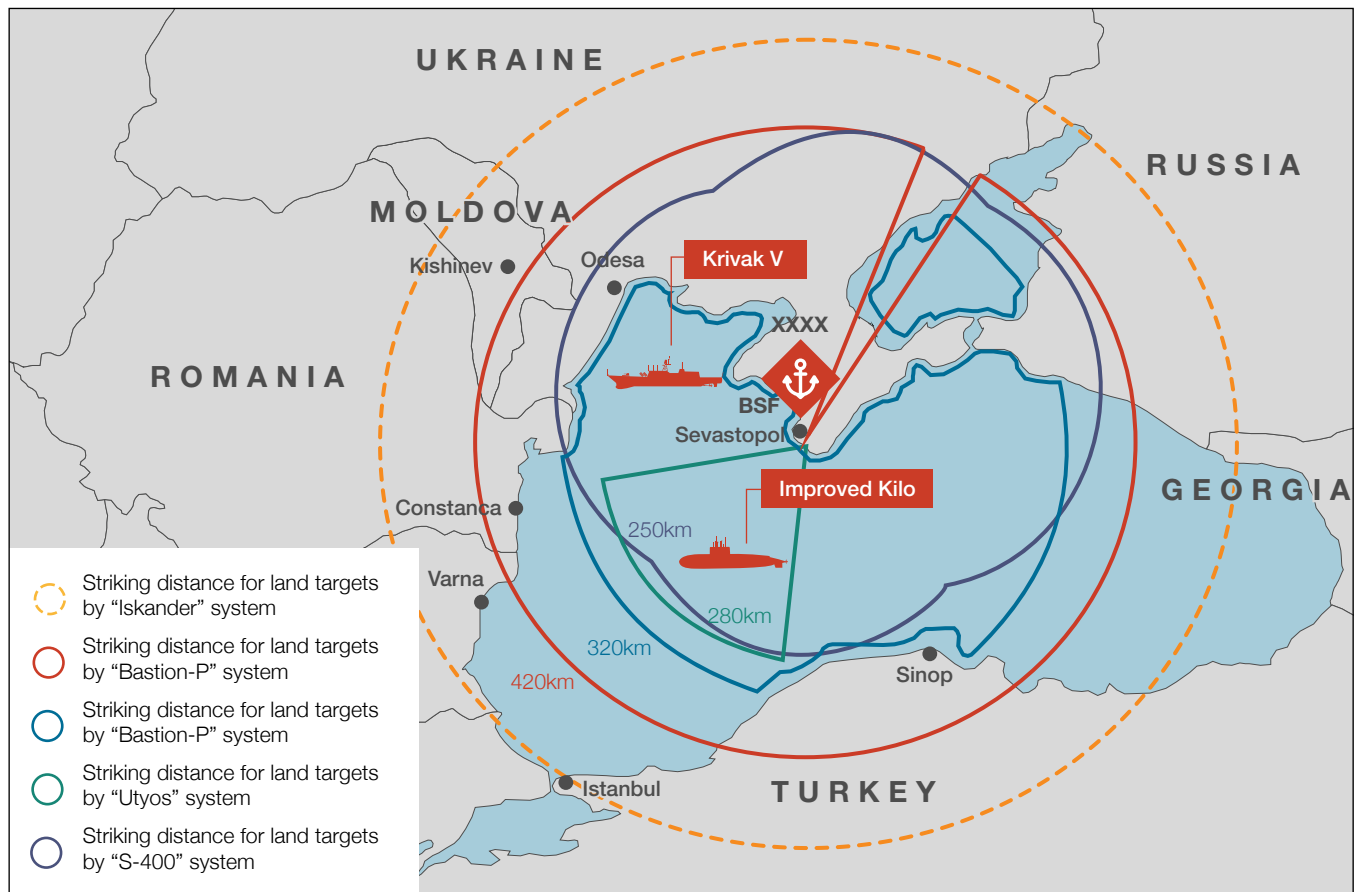 UKRAINE
RUSSIA
MOLDOVA
Kishinev
Odesa
Krivak V
XXXX
ROMANIA
BSF
Sevastopol
Improved Kilo
GEORGIA
Constanca
250km
Varna
280km
320km
Sinop
420km
Istanbul
TURKEY
Striking distance for land targets
by “Iskander” system
Striking distance for land targets
by “Bastion-P” system
Striking distance for land targets
by “Bastion-P” system
Striking distance for land targets
by “Utyos” system
Striking distance for land targets
by “S-400” system